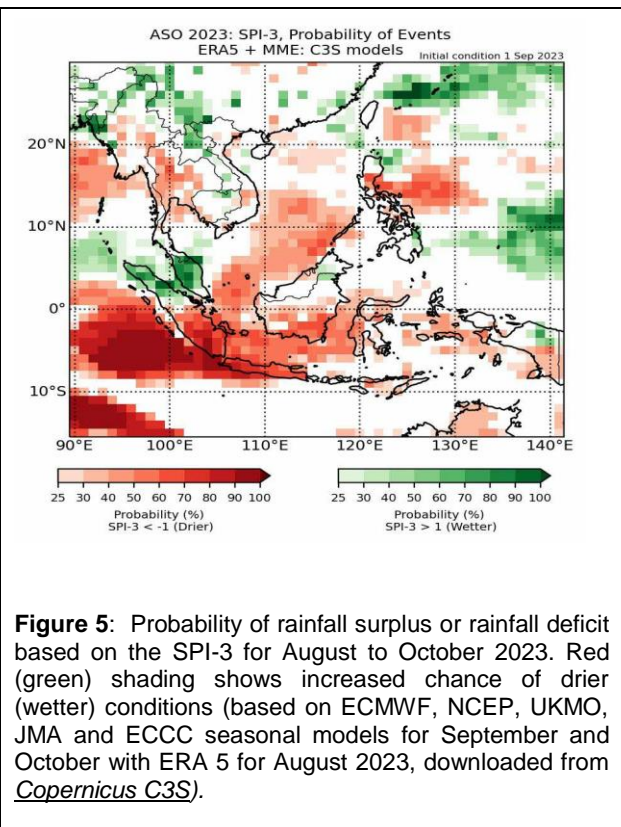 ASO 2023: SPI-3, Probability of Events
ERA5 + MME: C3S models
Initial condition 1 Sep 2023
20°N
10°N
0°
10°S
90°E 100°E 110°E 120°E 130°E 140°E
25 30 40 50 60 70 80 90 100
Probability (%)
SPI-3 < -1 (Drier)
25 30 40 50 60 70 80 90 100
Probability (%)
SPI-3 > 1 (Wetter)
Figure 5: Probability of rainfall surplus or rainfall deficit
based on the SPI-3 for August to October 2023. Red
(green) shading shows increased chance of drier
(wetter) conditions (based on ECMWF, NCEP, UKMO,
JMA and ECCC seasonal models for September and
October with ERA 5 for August 2023, downloaded from
Copernicus C3S).